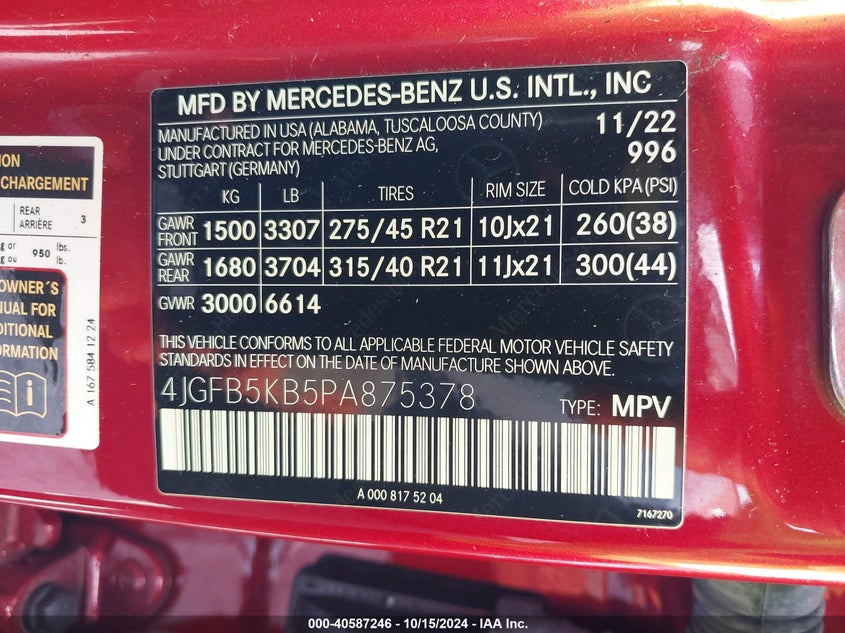 MFD BY MERCEDES-BENZ U.S. INTL., INC
MANUFACTURED IN USA (ALABAMA, TUSCALOOSA COUNTY) 11/22
UNDER CONTRACT FOR MERCEDES-BENZ AG, 996
STUTTGART (GERMANY)
KG LB TIRES RIM SIZE COLD KPA (PSI)
GAWR FRONT 1500 3307 275/45 R21 10Jx21 260(38)
GAWR REAR 1680 3704 315/40 R21 11Jx21 300(44)
GVWR 3000 6614
THIS VEHICLE CONFORMS TO ALL APPLICABLE FEDERAL MOTOR VEHICLE SAFETY
STANDARDS IN EFFECT ON THE DATE OF MANUFACTURE SHOWN ABOVE.
4JGFB5KB5PA875378 TYPE: MPV
A 000 817 52 04
7167270
CHARGEMENT
REAR 3
ARRIÈRE
or 950 lbs.
ou lb.
OWNER´S
FOR
A 167 584 12 24
000-40587246 - 10/15/2024 - IAA Inc.